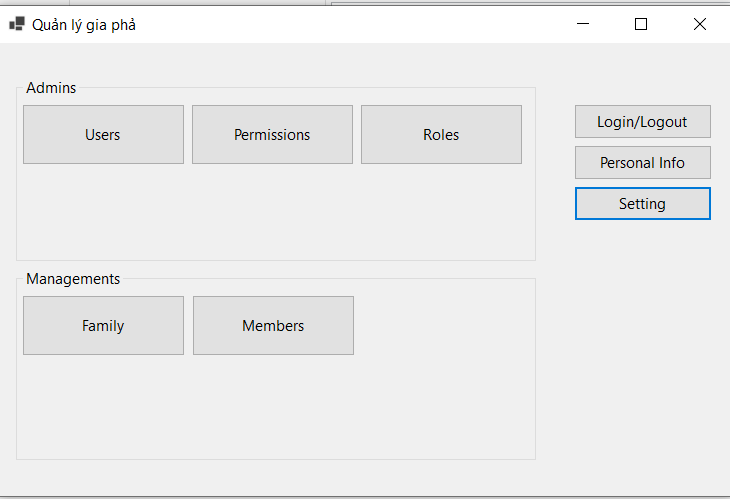 Quản lý gia phả
Admins
Users
Permissions
Roles
Login/Logout
Personal Info
Setting
Managements
Family
Members